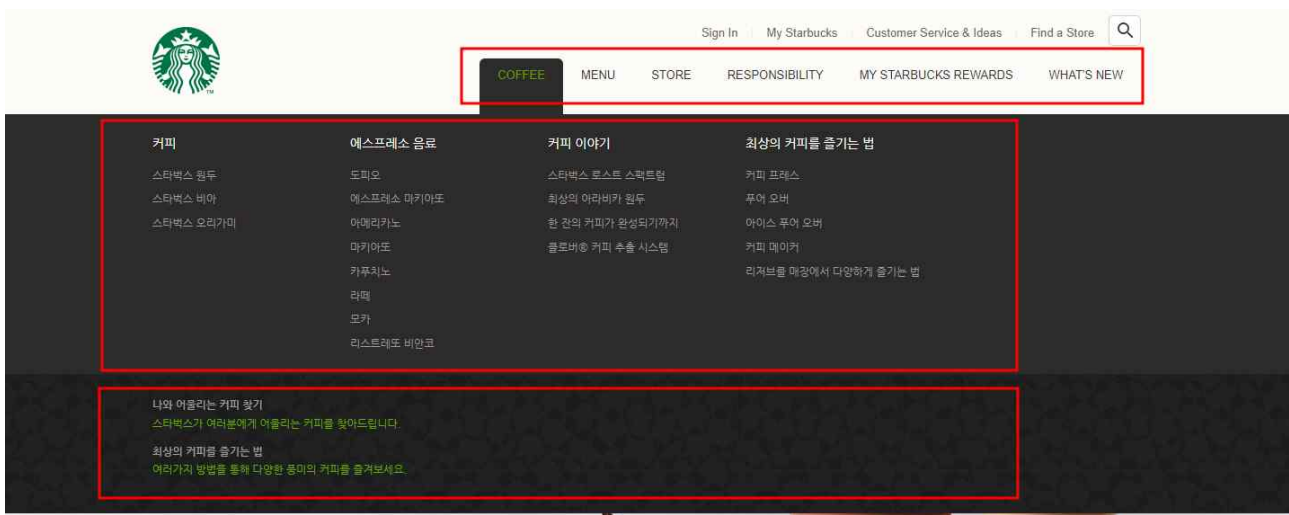 Sign In My Starbucks Customer Service & Ideas Find a Store
COFFEE MENU STORE RESPONSIBILITY MY STARBUCKS REWARDS WHAT'S NEW
커피
스타벅스 원두
스타벅스 비아
스타벅스 오리가미
에스프레소 음료
도피오
에스프레소 마키아또
아메리카노
마키아또
카푸치노
라떼
모카
리스트레또 비안코
커피 이야기
스타벅스 로스트 스팩트럼
최상의 아라비카 원두
한 잔의 커피가 완성되기까지
클로버® 커피 추출 시스템
최상의 커피를 즐기는 법
커피 프레스
푸어 오버
아이스 푸어 오버
커피 메이커
리저브를 매장에서 다양하게 즐기는 법
나와 어울리는 커피 찾기
스타벅스가 여러분에게 어울리는 커피를 찾아드립니다.
최상의 커피를 즐기는 법
여러가지 방법을 통해 다양한 풍미의 커피를 즐겨보세요.